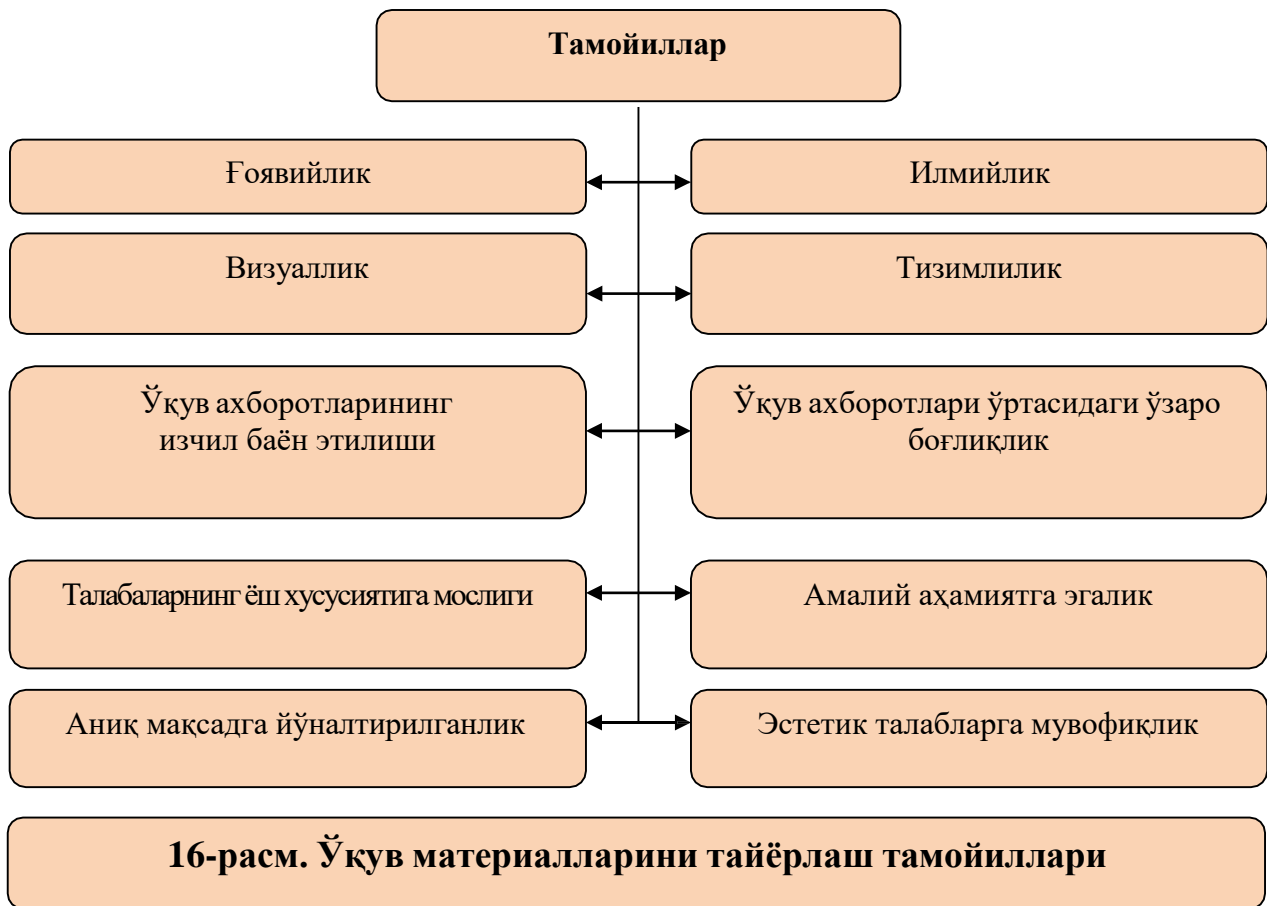 Тамойиллар
Ғоявийлик
Илмийлик
Визуаллик
Тизимлилик
Ўқув ахборотларининг
изчил баён этилиши
Ўқув ахборотлари ўртасидаги ўзаро
боғлиқлик
Талабаларнинг ёш хусусиятига мослиги
Амалий аҳамиятга эгалик
Аниқ мақсадга йўналтирилганлик
Эстетик талабларга мувофиқлик
16-расм. Ўқув материалларини тайёрлаш тамойиллари